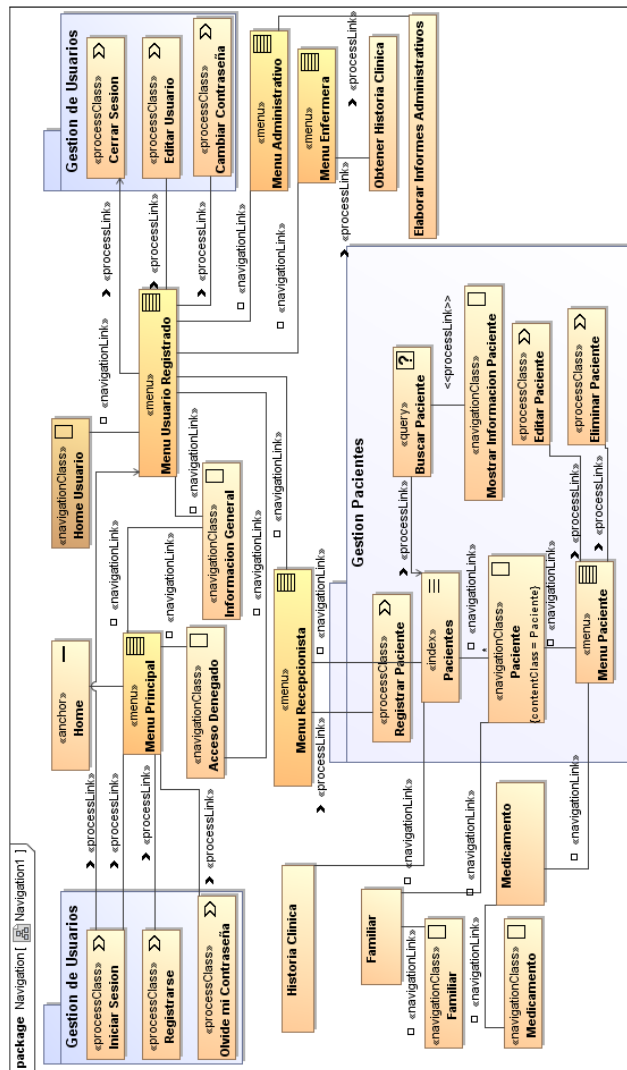 package Navigation [ Navigation1 ]
Gestion de Usuarios
«processClass»
Iniciar Sesion
«processClass»
Registrarse
«processClass»
Olvide mi Contraseña
«processLink»
«processLink»
«processLink»
«processLink»
«anchor»
Home
«menu»
Menu Principal
«navigationClass»
Acceso Denegado
«navigationLink»
«navigationLink»
«navigationClass»
Informacion General
«navigationLink»
«navigationLink»
«navigationClass»
Home Usuario
«navigationLink»
«menu»
Menu Usuario Registrado
«processLink»
«processLink»
«processLink»
Gestion de Usuarios
«processClass»
Cerrar Sesion
«processClass»
Editar Usuario
«processClass»
Cambiar Contraseña
«navigationLink»
«navigationLink»
«navigationLink»
«menu»
Menu Administrativo
«menu»
Menu Enfermera
«processLink»
«processLink»
Obtener Historia Clinica
Elaborar Informes Administrativos
«menu»
Menu Recepcionista
«processLink»
«navigationLink»
Historia Clinica
Familiar
«navigationClass»
Familiar
«navigationLink»
«navigationLink»
«navigationLink»
Medicamento
«navigationClass»
Medicamento
«navigationLink»
«navigationLink»
Gestion Pacientes
«processClass»
Registrar Paciente
«index»
Pacientes
«processLink»
«query»
Buscar Paciente
<<processLink>>
«navigationClass»
Mostrar Informacion Paciente
«navigationLink»
*
«navigationClass»
Paciente
{contentClass = Paciente}
«navigationLink»
«menu»
Menu Paciente
«processLink»
«processLink»
«processClass»
Editar Paciente
«processClass»
Eliminar Paciente